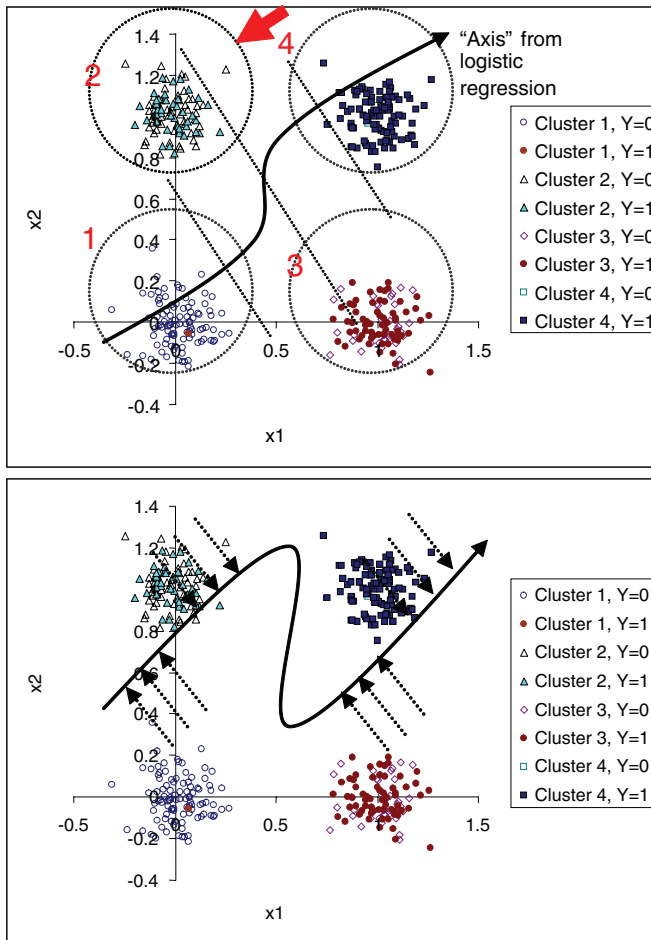 1.4
1.2
1
0.8
0.6
0.4
0.2
0
-0.2
-0.4
-0.5
0
0.5
1
1.5
x2
x1
2
4
1
3
“Axis” from
logistic
regression
Cluster 1, Y=0
Cluster 1, Y=1
Cluster 2, Y=0
Cluster 2, Y=1
Cluster 3, Y=0
Cluster 3, Y=1
Cluster 4, Y=0
Cluster 4, Y=1
1.4
1.2
1
0.8
0.6
0.4
0.2
0
-0.2
-0.4
-0.5
0
0.5
1
1.5
x2
x1
Cluster 1, Y=0
Cluster 1, Y=1
Cluster 2, Y=0
Cluster 2, Y=1
Cluster 3, Y=0
Cluster 3, Y=1
Cluster 4, Y=0
Cluster 4, Y=1